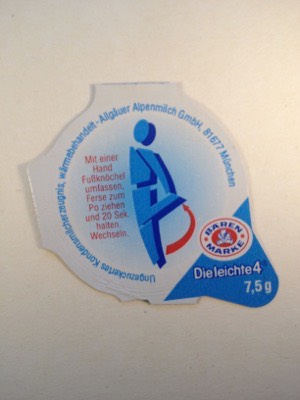 Ungezuckertes Kondensmilcherzeugnis, wärmebehandelt - Allgäuer Alpenmilch GmbH, 81677 München
Mit einer
Hand
Fußknöchel
umfassen,
Ferse zum
Po ziehen
und 20 Sek.
halten.
Wechseln.
BÄREN
MARKE
Die leichte 4
7,5 g